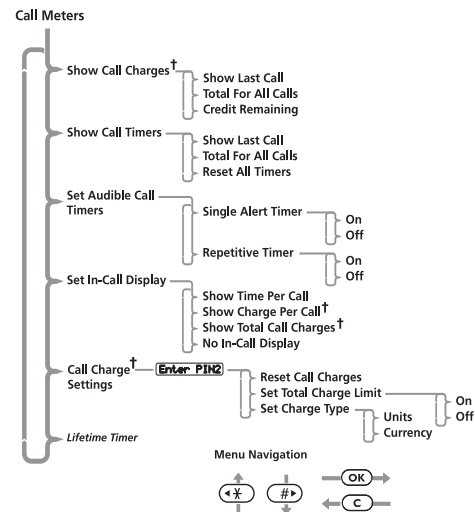 Call Meters
Show Call Charges†
Show Last Call
Total For All Calls
Credit Remaining
Show Call Timers
Show Last Call
Total For All Calls
Reset All Timers
Set Audible Call
Timers
Single Alert Timer
On
Off
Repetitive Timer
On
Off
Set In-Call Display
Show Time Per Call
Show Charge Per Call†
Show Total Call Charges†
No In-Call Display
Call Charge†
Settings
Enter PIN2
Reset Call Charges
Set Total Charge Limit
On
Off
Set Charge Type
Units
Currency
Lifetime Timer
Menu Navigation
* # OK
C